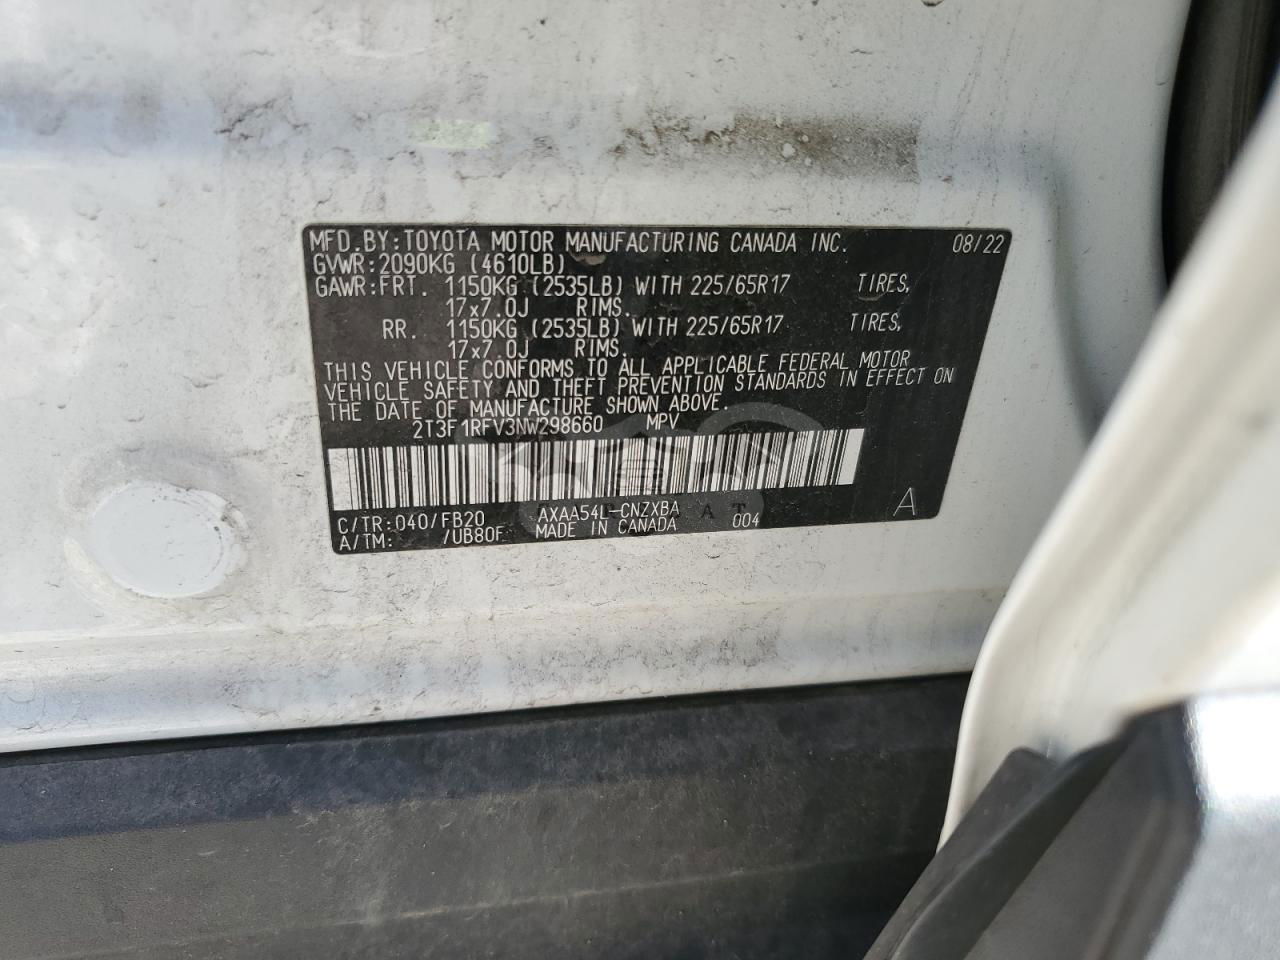 MFD.BY:TOYOTA MOTOR MANUFACTURING CANADA INC. 08/22
GVWR:2090KG (4610LB)
GAWR:FRT. 1150KG (2535LB) WITH 225/65R17 TIRES,
17x7.0J RIMS.
RR. 1150KG (2535LB) WITH 225/65R17 TIRES,
17x7.0J RIMS.
THIS VEHICLE CONFORMS TO ALL APPLICABLE FEDERAL MOTOR
VEHICLE SAFETY AND THEFT PREVENTION STANDARDS IN EFFECT ON
THE DATE OF MANUFACTURE SHOWN ABOVE.
2T3F1RFV3NW298660 MPV
C/TR:040/FB20 AXAA54L-CNZXBA A
A/TM: /UB80F MADE IN CANADA 004